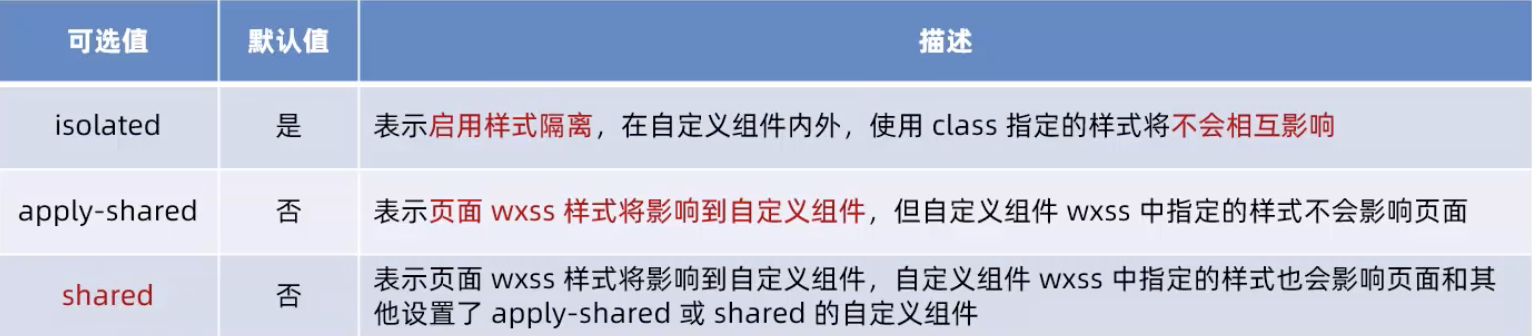 可选值 默认值 描述
isolated 是 表示启用样式隔离，在自定义组件内外，使用 class 指定的样式将不会相互影响
apply-shared 否 表示页面 wxss 样式将影响到自定义组件，但自定义组件 wxss 中指定的样式不会影响页面
shared 否 表示页面 wxss 样式将影响到自定义组件，自定义组件 wxss 中指定的样式也会影响页面和其
他设置了 apply-shared 或 shared 的自定义组件